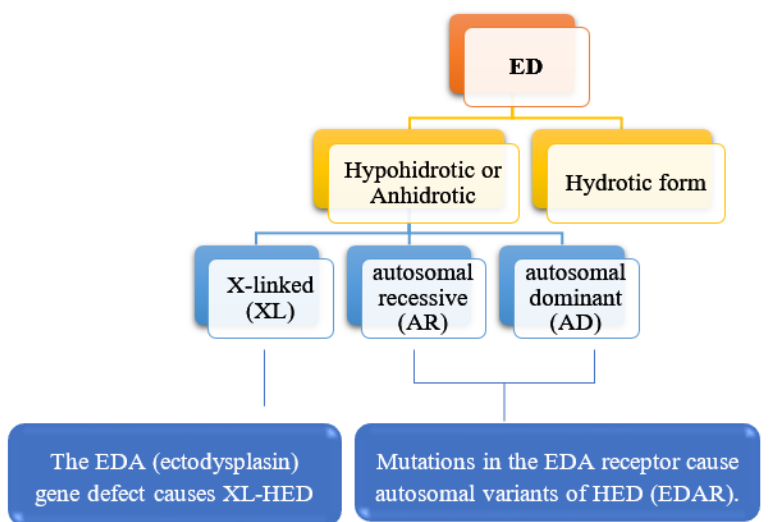 ED
Hypohidrotic or
Anhidrotic
Hydrotic form
X-linked
(XL)
autosomal
recessive
(AR)
autosomal
dominant
(AD)
The EDA (ectodysplasin)
gene defect causes XL-HED
Mutations in the EDA receptor cause
autosomal variants of HED (EDAR).